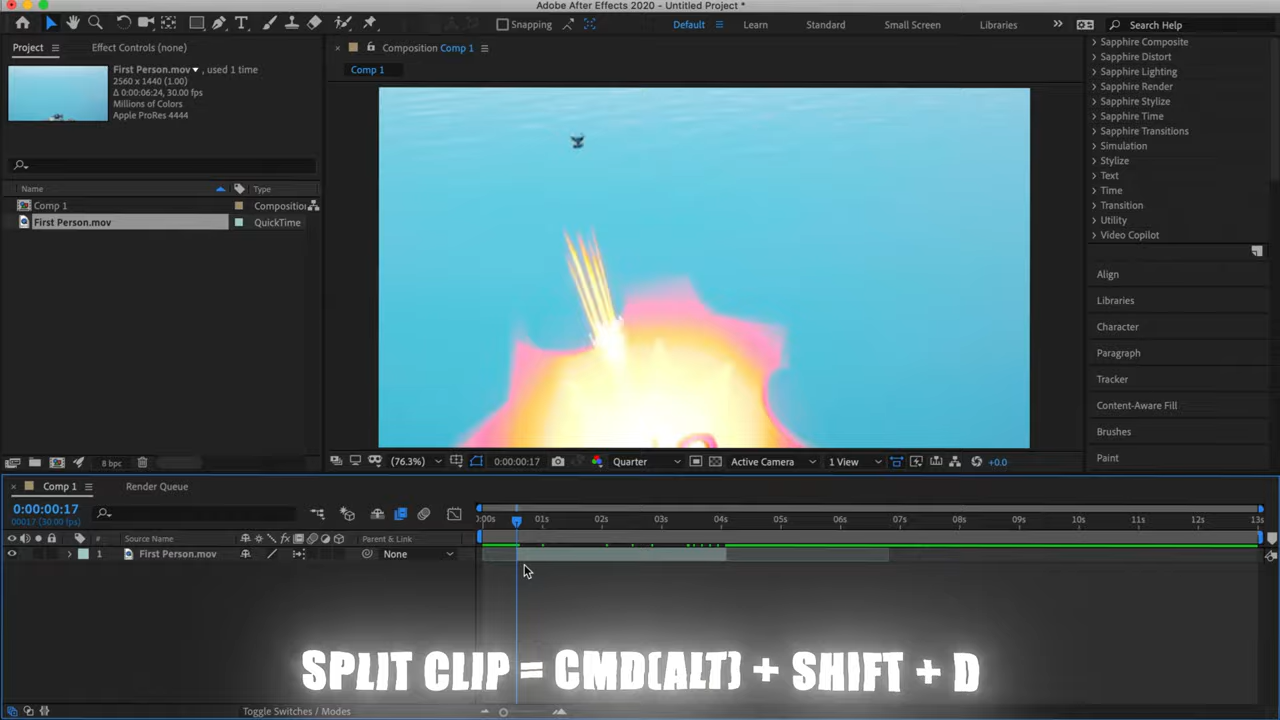 Adobe After Effects 2020 - Untitled Project *
Snapping
Default
Learn
Standard
Small Screen
Libraries
Search Help
Project
Effect Controls (none)
First Person.mov ▾, used 1 time
2560 x 1440 (1.00)
Δ 0:00:06:24, 30.00 fps
Millions of Colors
Apple ProRes 4444
Name
Type
Comp 1
Composition
First Person.mov
QuickTime
8 bpc
Composition Comp 1
Comp 1
(76.3%)
0:00:00:17
Quarter
Active Camera
1 View
+0.0
Sapphire Composite
Sapphire Distort
Sapphire Lighting
Sapphire Render
Sapphire Stylize
Sapphire Time
Sapphire Transitions
Simulation
Stylize
Text
Time
Transition
Utility
Video Copilot
Align
Libraries
Character
Paragraph
Tracker
Content-Aware Fill
Brushes
Paint
Comp 1
Render Queue
0:00:00:17
00017 (30.00 fps)
:00s 01s 02s 03s 04s 05s 06s 07s 08s 09s 10s 11s 12s 13s
# Source Name
Parent & Link
1 First Person.mov
None
SPLIT CLIP = CMD(ALT) + SHIFT + D
Toggle Switches / Modes